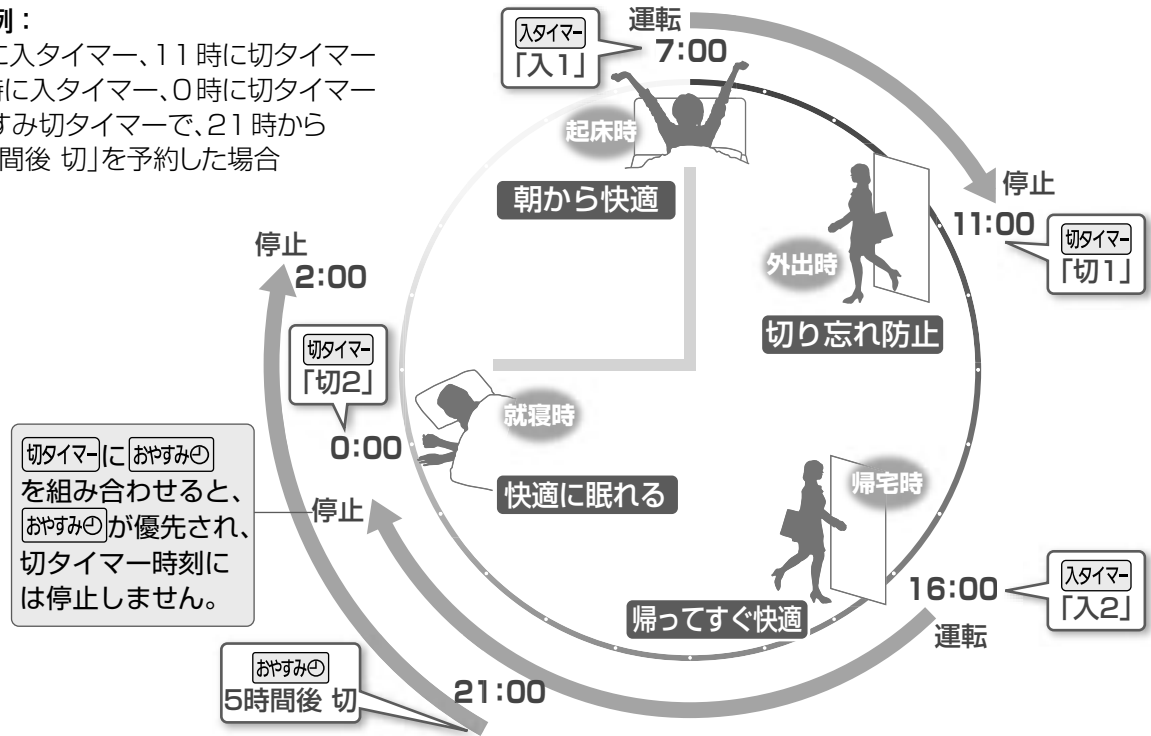 例：
に入タイマー、11時に切タイマー
時に入タイマー、0時に切タイマー
すみ切タイマーで、21時から
間後 切」を予約した場合
入タイマー
「入1」
運転
7:00
起床時
朝から快適
停止
11:00
切タイマー
「切1」
外出時
切り忘れ防止
停止
2:00
切タイマー
「切2」
0:00
就寝時
快適に眠れる
切タイマーにおやすみ
を組み合わせると、
おやすみが優先され、
切タイマー時刻に
は停止しません。
停止
帰宅時
帰ってすぐ快適
16:00
運転
入タイマー
「入2」
おやすみ
5時間後 切
21:00